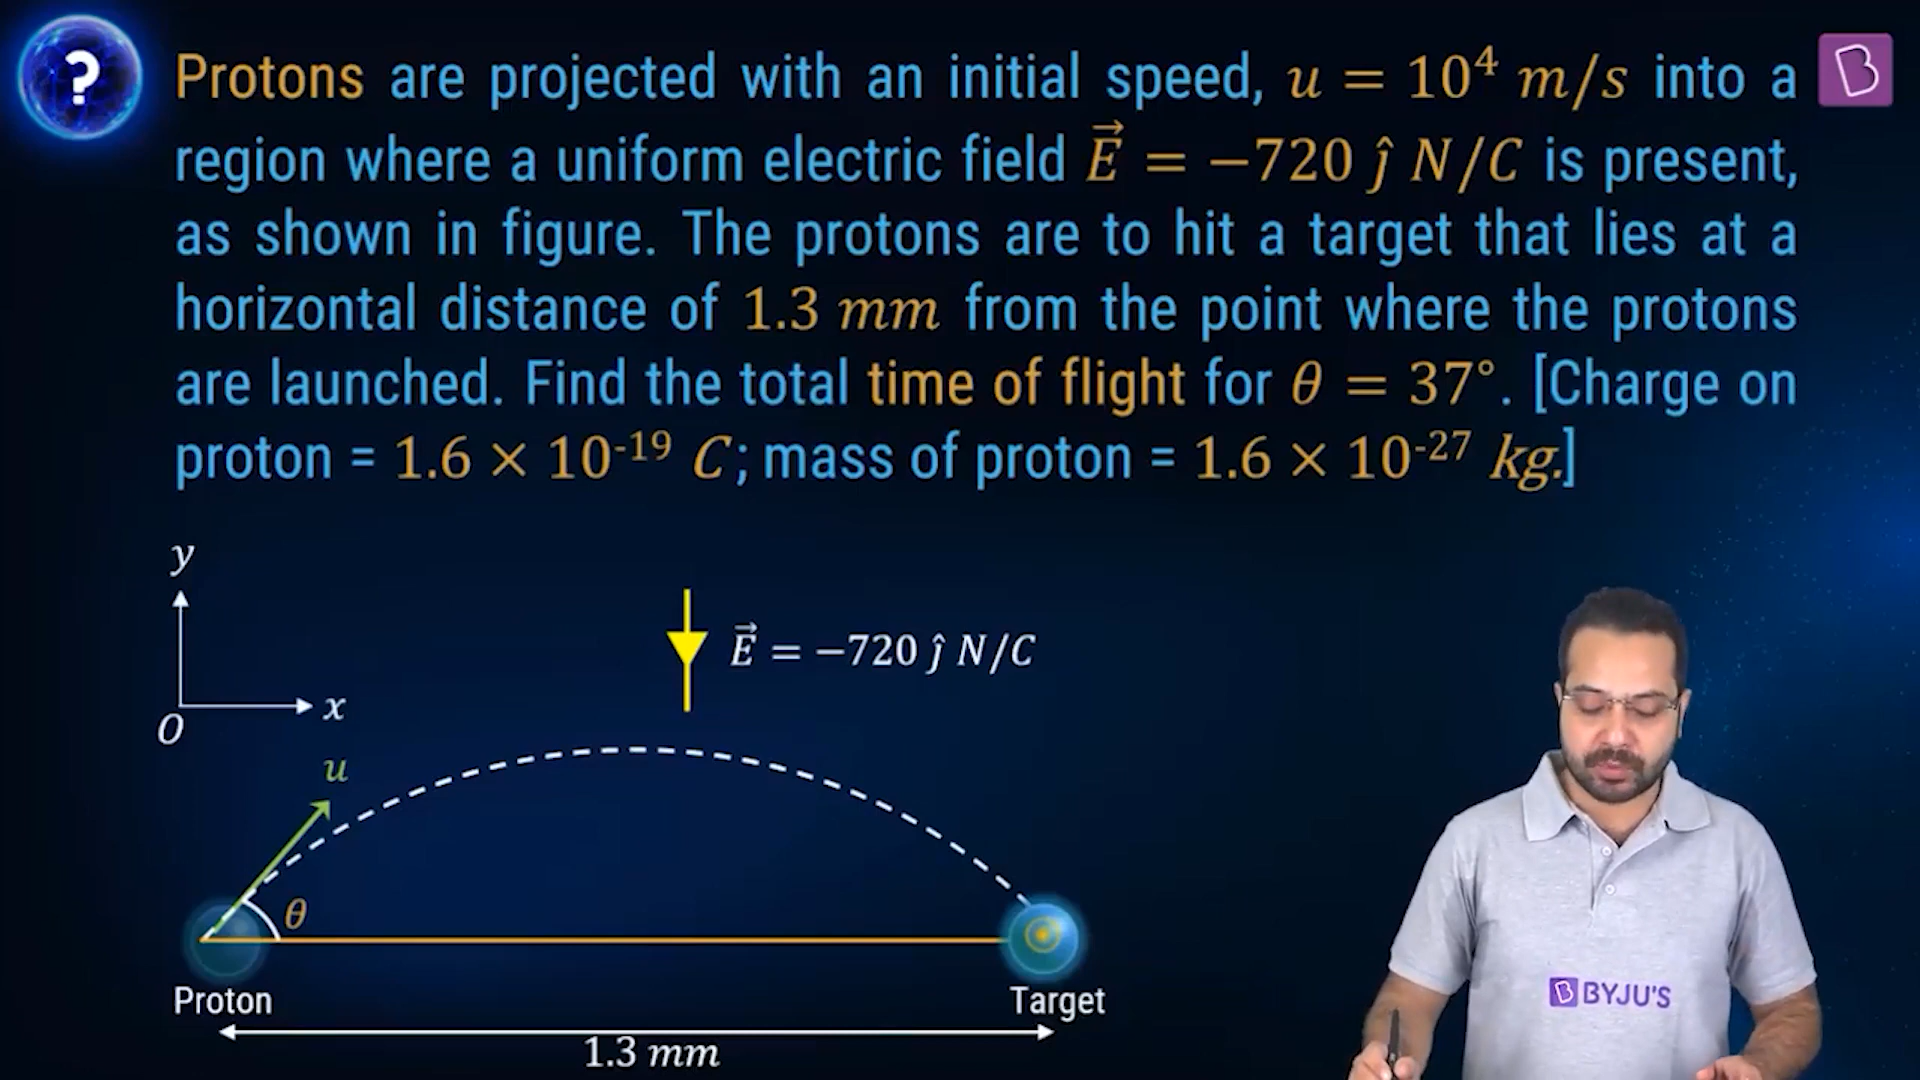 ?
Protons are projected with an initial speed, u = 10⁴ m/s into a
B
region where a uniform electric field E⃗ = −720 ĵ N/C is present,
as shown in figure. The protons are to hit a target that lies at a
horizontal distance of 1.3 mm from the point where the protons
are launched. Find the total time of flight for θ = 37°. [Charge on
proton = 1.6 × 10⁻¹⁹ C; mass of proton = 1.6 × 10⁻²⁷ kg.]
y
E⃗ = −720 ĵ N/C
x
O
u
θ
Proton
Target
1.3 mm
B BYJU'S